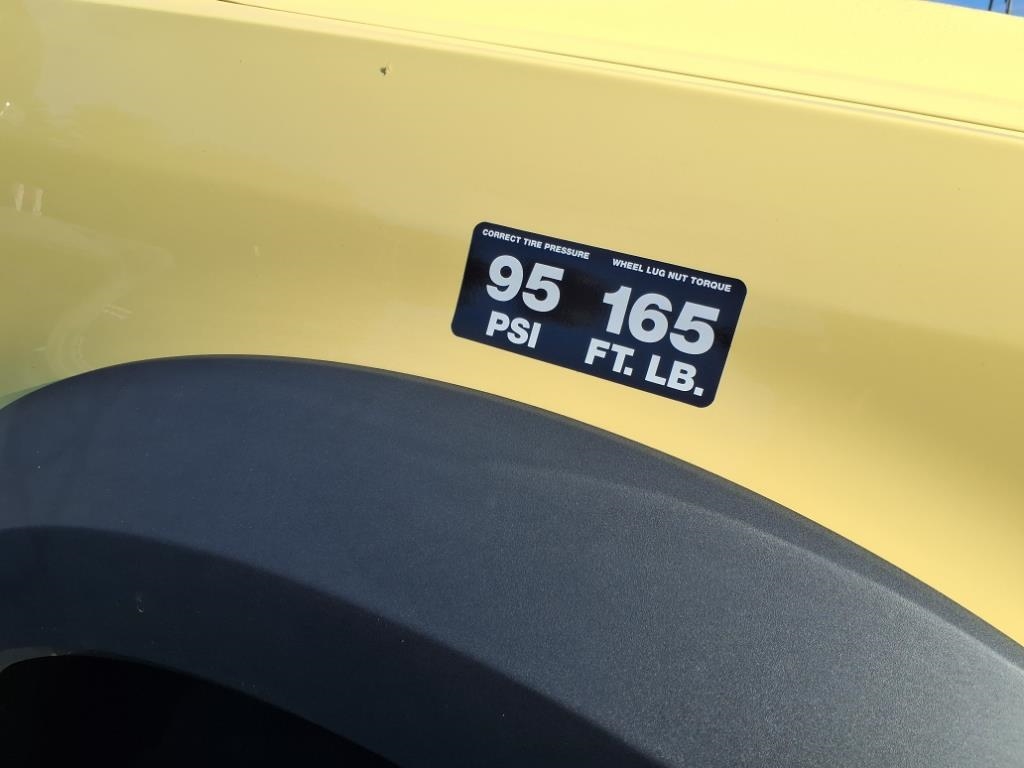 CORRECT TIRE PRESSURE
95
PSI
WHEEL LUG NUT TORQUE
165
FT. LB.